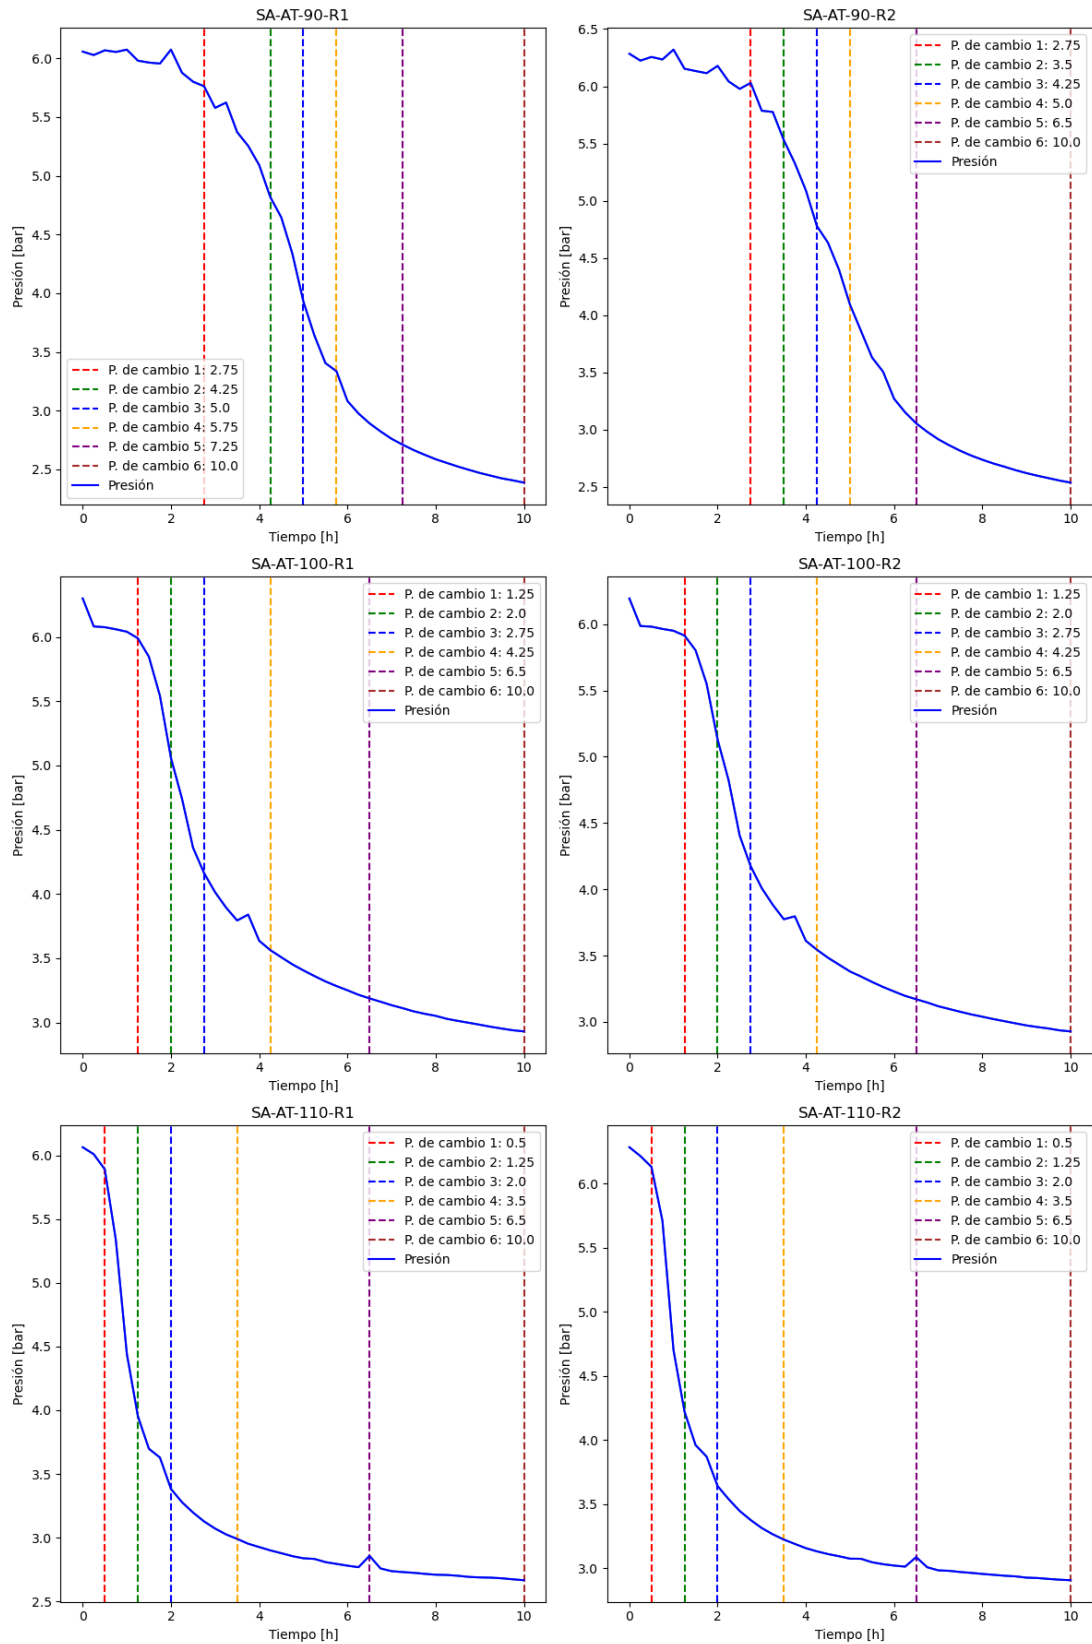 SA-AT-90-R1
Presión [bar]
6.0
5.5
5.0
4.5
4.0
3.5
3.0
2.5
P. de cambio 1: 2.75
P. de cambio 2: 4.25
P. de cambio 3: 5.0
P. de cambio 4: 5.75
P. de cambio 5: 7.25
P. de cambio 6: 10.0
Presión
0 2 4 6 8 10
Tiempo [h]
SA-AT-90-R2
Presión [bar]
6.5
6.0
5.5
5.0
4.5
4.0
3.5
3.0
2.5
P. de cambio 1: 2.75
P. de cambio 2: 3.5
P. de cambio 3: 4.25
P. de cambio 4: 5.0
P. de cambio 5: 6.5
P. de cambio 6: 10.0
Presión
0 2 4 6 8 10
Tiempo [h]
SA-AT-100-R1
Presión [bar]
6.0
5.5
5.0
4.5
4.0
3.5
3.0
P. de cambio 1: 1.25
P. de cambio 2: 2.0
P. de cambio 3: 2.75
P. de cambio 4: 4.25
P. de cambio 5: 6.5
P. de cambio 6: 10.0
Presión
0 2 4 6 8 10
Tiempo [h]
SA-AT-100-R2
Presión [bar]
6.0
5.5
5.0
4.5
4.0
3.5
3.0
P. de cambio 1: 1.25
P. de cambio 2: 2.0
P. de cambio 3: 2.75
P. de cambio 4: 4.25
P. de cambio 5: 6.5
P. de cambio 6: 10.0
Presión
0 2 4 6 8 10
Tiempo [h]
SA-AT-110-R1
Presión [bar]
6.0
5.5
5.0
4.5
4.0
3.5
3.0
2.5
P. de cambio 1: 0.5
P. de cambio 2: 1.25
P. de cambio 3: 2.0
P. de cambio 4: 3.5
P. de cambio 5: 6.5
P. de cambio 6: 10.0
Presión
0 2 4 6 8 10
Tiempo [h]
SA-AT-110-R2
Presión [bar]
6.0
5.5
5.0
4.5
4.0
3.5
3.0
P. de cambio 1: 0.5
P. de cambio 2: 1.25
P. de cambio 3: 2.0
P. de cambio 4: 3.5
P. de cambio 5: 6.5
P. de cambio 6: 10.0
Presión
0 2 4 6 8 10
Tiempo [h]